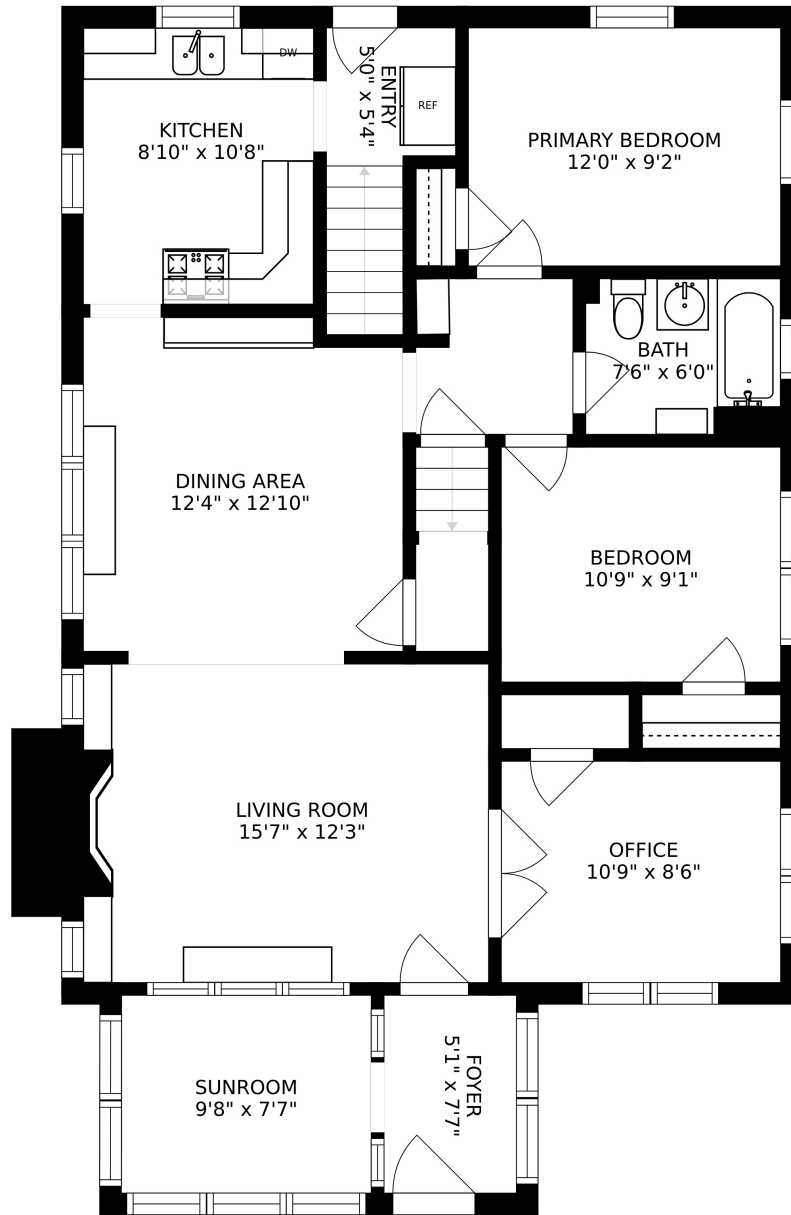 DW
ENTRY
5'0" x 5'4"
REF
KITCHEN
8'10" x 10'8"
PRIMARY BEDROOM
12'0" x 9'2"
BATH
7'6" x 6'0"
DINING AREA
12'4" x 12'10"
BEDROOM
10'9" x 9'1"
LIVING ROOM
15'7" x 12'3"
OFFICE
10'9" x 8'6"
SUNROOM
9'8" x 7'7"
FOYER
5'1" x 7'7"